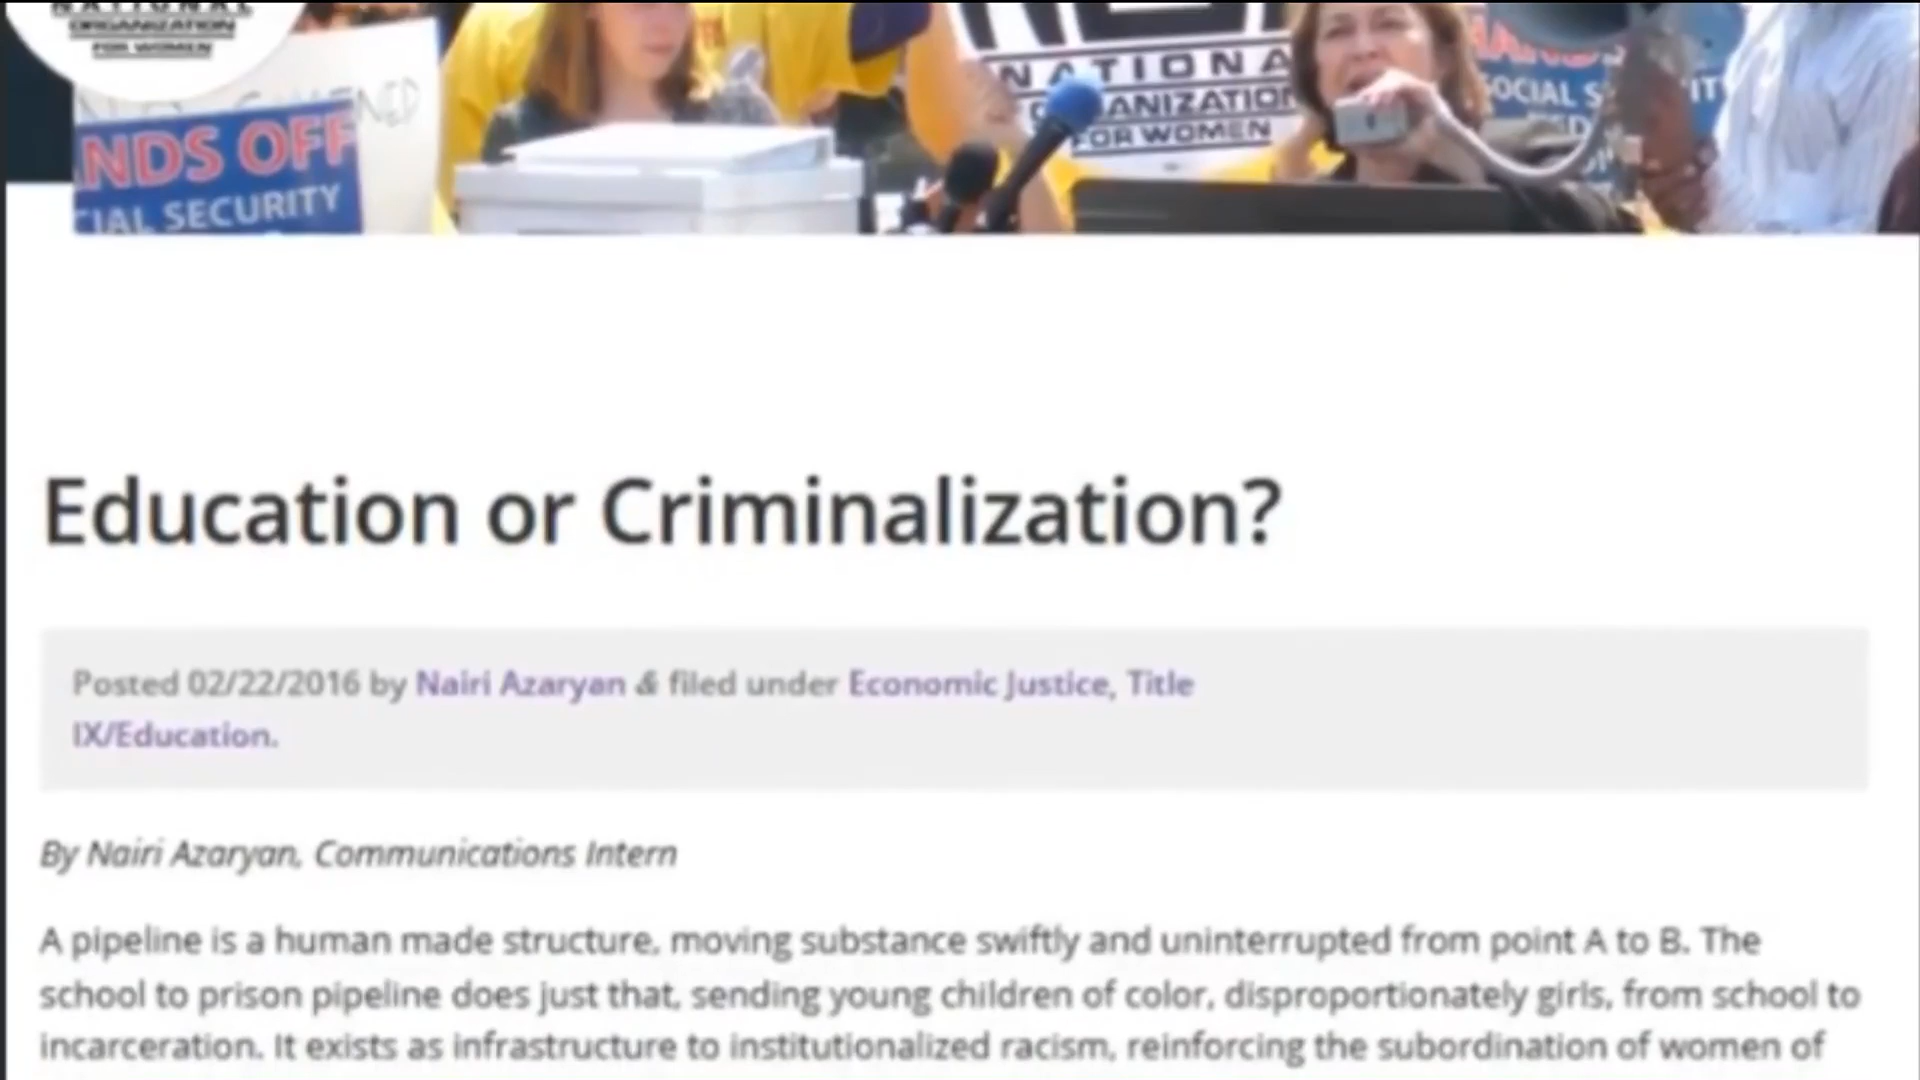 NATIONAL
ORGANIZATION
FOR WOMEN
NDS OFF
CIAL SECURITY
NATIONA
ANIZATION
FOR WOMEN
SOCIAL S
Education or Criminalization?
Posted 02/22/2016 by Nairi Azaryan & filed under Economic Justice, Title
IX/Education.
By Nairi Azaryan, Communications Intern
A pipeline is a human made structure, moving substance swiftly and uninterrupted from point A to B. The
school to prison pipeline does just that, sending young children of color, disproportionately girls, from school to
incarceration. It exists as infrastructure to institutionalized racism, reinforcing the subordination of women of